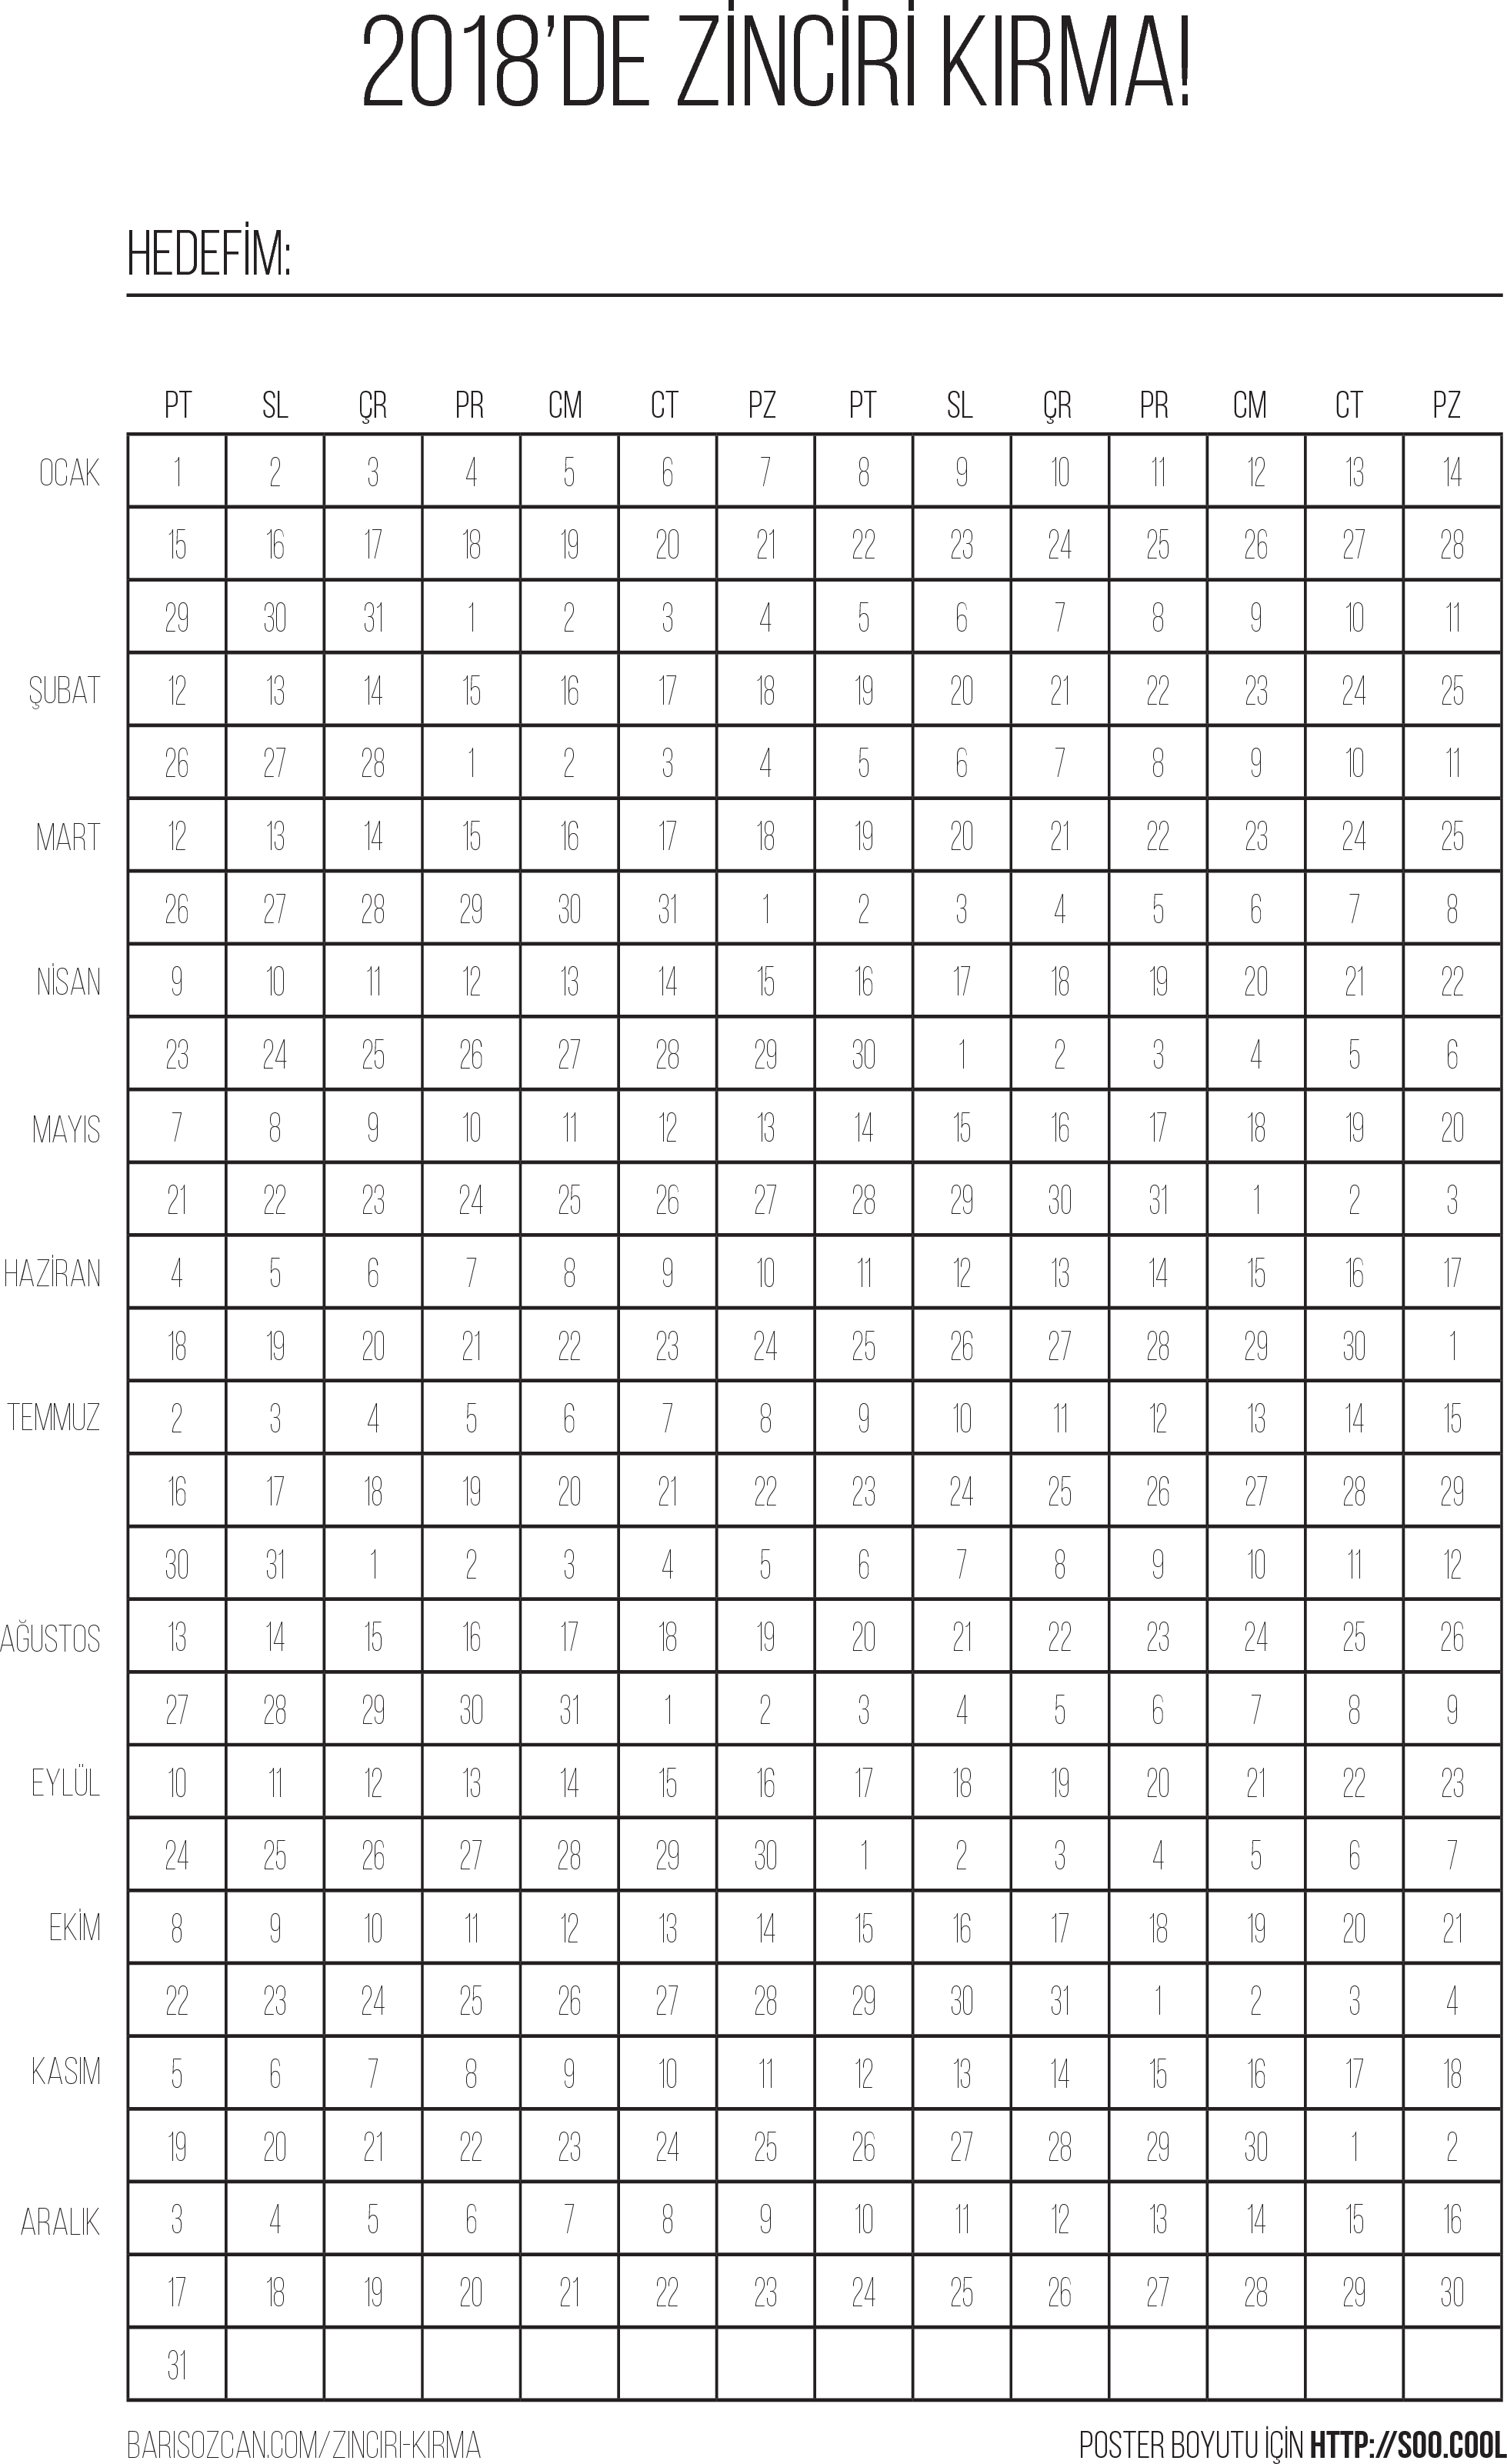 2018’DE ZİNCİRİ KIRMA!
HEDEFİM:
PT SL ÇR PR CM CT PZ PT SL ÇR PR CM CT PZ
OCAK 1 2 3 4 5 6 7 8 9 10 11 12 13 14
15 16 17 18 19 20 21 22 23 24 25 26 27 28
29 30 31 1 2 3 4 5 6 7 8 9 10 11
ŞUBAT 12 13 14 15 16 17 18 19 20 21 22 23 24 25
26 27 28 1 2 3 4 5 6 7 8 9 10 11
MART 12 13 14 15 16 17 18 19 20 21 22 23 24 25
26 27 28 29 30 31 1 2 3 4 5 6 7 8
NİSAN 9 10 11 12 13 14 15 16 17 18 19 20 21 22
23 24 25 26 27 28 29 30 1 2 3 4 5 6
MAYIS 7 8 9 10 11 12 13 14 15 16 17 18 19 20
21 22 23 24 25 26 27 28 29 30 31 1 2 3
HAZİRAN 4 5 6 7 8 9 10 11 12 13 14 15 16 17
18 19 20 21 22 23 24 25 26 27 28 29 30 1
TEMMUZ 2 3 4 5 6 7 8 9 10 11 12 13 14 15
16 17 18 19 20 21 22 23 24 25 26 27 28 29
30 31 1 2 3 4 5 6 7 8 9 10 11 12
AĞUSTOS 13 14 15 16 17 18 19 20 21 22 23 24 25 26
27 28 29 30 31 1 2 3 4 5 6 7 8 9
EYLÜL 10 11 12 13 14 15 16 17 18 19 20 21 22 23
24 25 26 27 28 29 30 1 2 3 4 5 6 7
EKİM 8 9 10 11 12 13 14 15 16 17 18 19 20 21
22 23 24 25 26 27 28 29 30 31 1 2 3 4
KASIM 5 6 7 8 9 10 11 12 13 14 15 16 17 18
19 20 21 22 23 24 25 26 27 28 29 30 1 2
ARALIK 3 4 5 6 7 8 9 10 11 12 13 14 15 16
17 18 19 20 21 22 23 24 25 26 27 28 29 30
31
BARISOZCAN.COM/ZINCIRI-KIRMA POSTER BOYUTU İÇİN HTTP://SOO.COOL